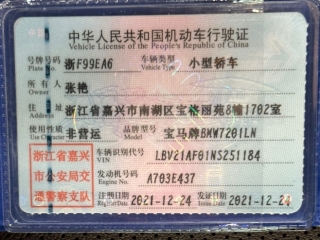 中华人民共和国机动车行驶证
Vehicle License of the People's Republic of China
号牌号码 浙F99EA6 车辆类型 小型轿车
Plate No. Vehicle Type
所有人 张艳
Owner
住址 浙江省嘉兴市南湖区宝格丽苑8幢1702室
Address
使用性质 非营运 品牌型号 宝马牌BMW7201LN
Use Character Model
浙江省嘉兴
市公安局交
通警察支队
车辆识别代号 LBV21AF01NS251184
VIN
发动机号码 A703E437
Engine No.
注册日期 2021-12-24 发证日期 2021-12-24
Register Date Issue Date